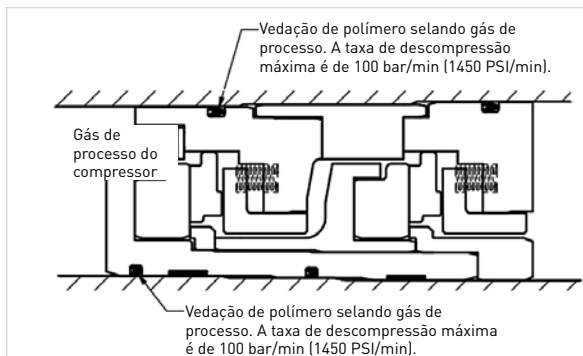 Vedação de polímero selando gás de
processo. A taxa de descompressão
máxima é de 100 bar/min (1450 PSI/min).
Gás de
processo do
compressor
Vedação de polímero selando gás de
processo. A taxa de descompressão máxima
é de 100 bar/min (1450 PSI/min).